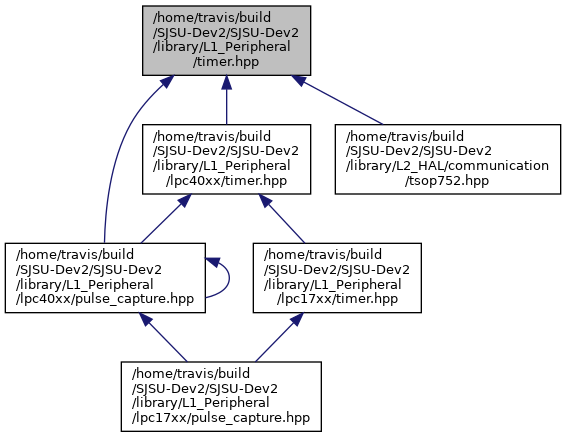 /home/travis/build
/SJSU-Dev2/SJSU-Dev2
/library/L1_Peripheral
/timer.hpp
/home/travis/build
/SJSU-Dev2/SJSU-Dev2
/library/L1_Peripheral
/lpc40xx/timer.hpp
/home/travis/build
/SJSU-Dev2/SJSU-Dev2
/library/L2_HAL/communication
/tsop752.hpp
/home/travis/build
/SJSU-Dev2/SJSU-Dev2
/library/L1_Peripheral
/lpc40xx/pulse_capture.hpp
/home/travis/build
/SJSU-Dev2/SJSU-Dev2
/library/L1_Peripheral
/lpc17xx/timer.hpp
/home/travis/build
/SJSU-Dev2/SJSU-Dev2
/library/L1_Peripheral
/lpc17xx/pulse_capture.hpp